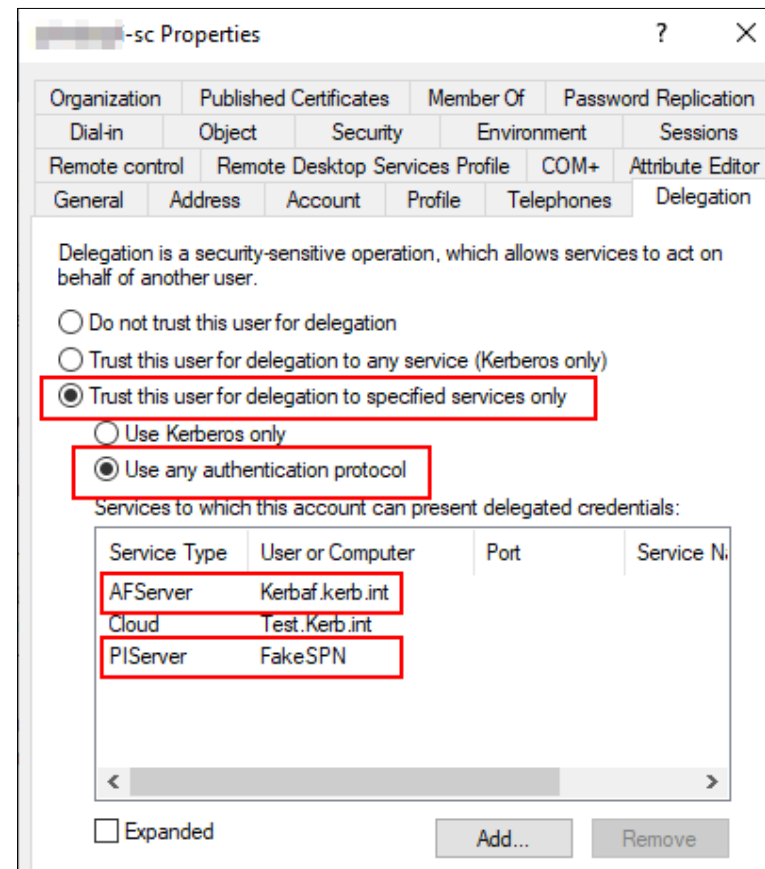 -sc Properties ? ×
Organization Published Certificates Member Of Password Replication
Dial-in Object Security Environment Sessions
Remote control Remote Desktop Services Profile COM+ Attribute Editor
General Address Account Profile Telephones Delegation
Delegation is a security-sensitive operation, which allows services to act on
behalf of another user.
Do not trust this user for delegation
Trust this user for delegation to any service (Kerberos only)
Trust this user for delegation to specified services only
Use Kerberos only
Use any authentication protocol
Services to which this account can present delegated credentials:
Service Type User or Computer Port Service N
AFServer Kerbaf.kerb.int
Cloud Test.Kerb.int
PIServer FakeSPN
Expanded Add... Remove